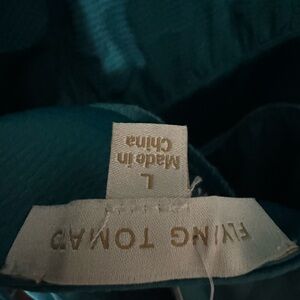 FLYING TOMATO
L
Made in
China